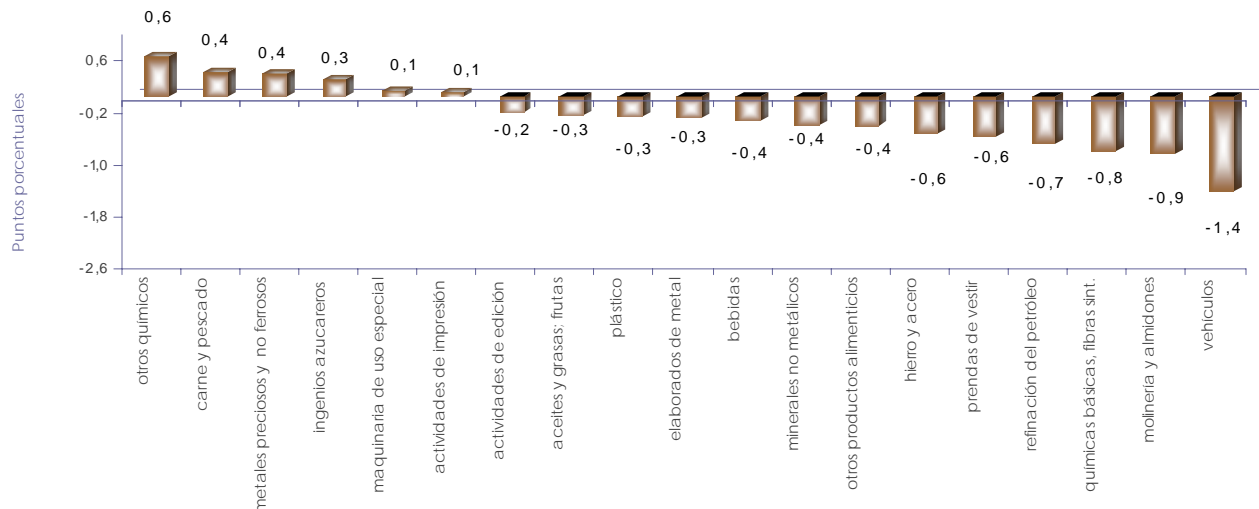 0,6
0,4
0,4
0,3
0,1
0,1
-0,2
-0,3
-0,3
-0,3
-0,4
-0,4
-0,4
-0,6
-0,6
-0,7
-0,8
-0,9
-1,4
Puntos porcentuales
0,6
-0,2
-1,0
-1,8
-2,6
otros químicos
carne y pescado
metales preciosos y no ferrosos
ingenios azucareros
maquinaria de uso especial
actividades de impresión
actividades de edición
aceites y grasas; frutas
plástico
elaborados de metal
bebidas
minerales no metálicos
otros productos alimenticios
hierro y acero
prendas de vestir
refinación del petróleo
químicas básicas, fibras sint.
molinería y almidones
vehículos